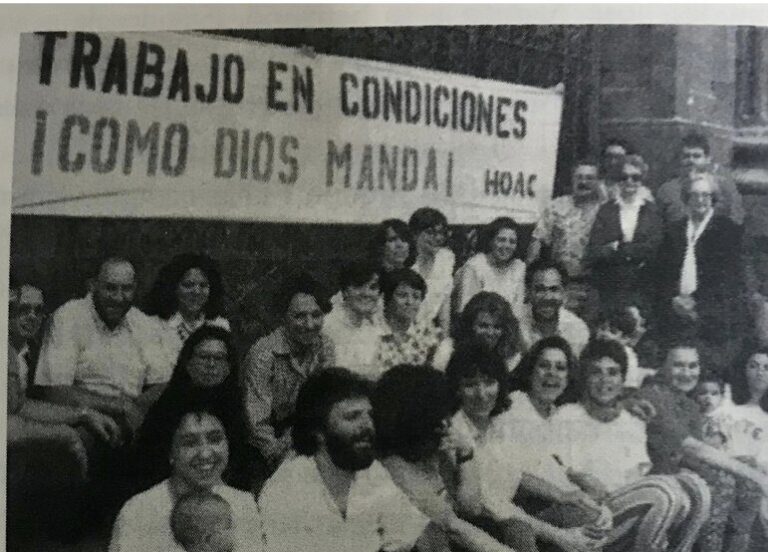 TRABAJO EN CONDICIONES
¡COMO DIOS MANDA¡ HOAC